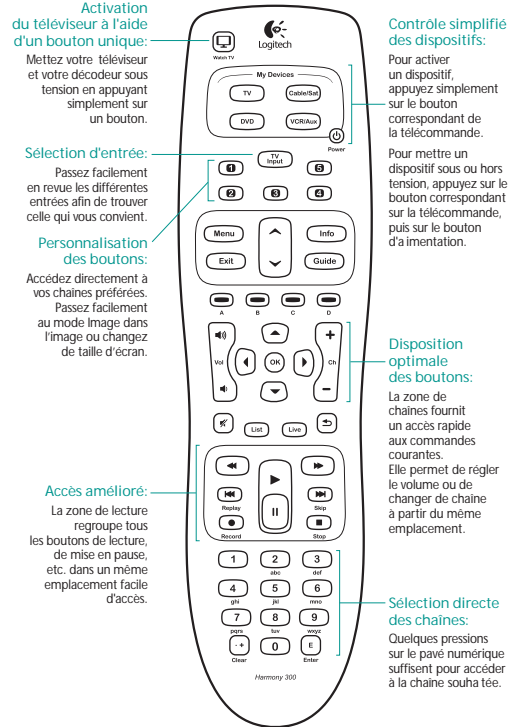 Activation
du téléviseur à l'aide
d'un bouton unique:
Mettez votre téléviseur
et votre décodeur sous
tension en appuyant
simplement sur
un bouton.
Sélection d'entrée:
Passez facilement
en revue les différentes
entrées afin de trouver
celle qui vous convient.
Personnalisation
des boutons:
Accédez directement à
vos chaînes préférées.
Passez facilement
au mode Image dans
l'image ou changez
de taille d'écran.
Accès amélioré:
La zone de lecture
regroupe tous
les boutons de lecture,
de mise en pause,
etc. dans un même
emplacement facile
d'accès.
Logitech
Watch TV
My Devices
TV
Cable/Sat
DVD
VCR/Aux
Power
TV
Input
1
5
2
3
4
Menu
Info
Exit
Guide
A B C D
Vol
OK
Ch
+
–
List
Live
Replay
Skip
Record
Stop
1 2 3
abc def
4 5 6
ghi jkl mno
7 8 9
pqrs tuv wxyz
- + 0 E
Clear Enter
Harmony 300
Contrôle simplifié
des dispositifs:
Pour activer
un dispositif,
appuyez simplement
sur le bouton
correspondant de
la télécommande.
Pour mettre un
dispositif sous ou hors
tension, appuyez sur le
bouton correspondant
sur la télécommande,
puis sur le bouton
d'a imentation.
Disposition
optimale
des boutons:
La zone de
chaînes fournit
un accès rapide
aux commandes
courantes.
Elle permet de régler
le volume ou de
changer de chaîne
à partir du même
emplacement.
Sélection directe
des chaînes:
Quelques pressions
sur le pavé numérique
suffisent pour accéder
à la chaîne souha tée.